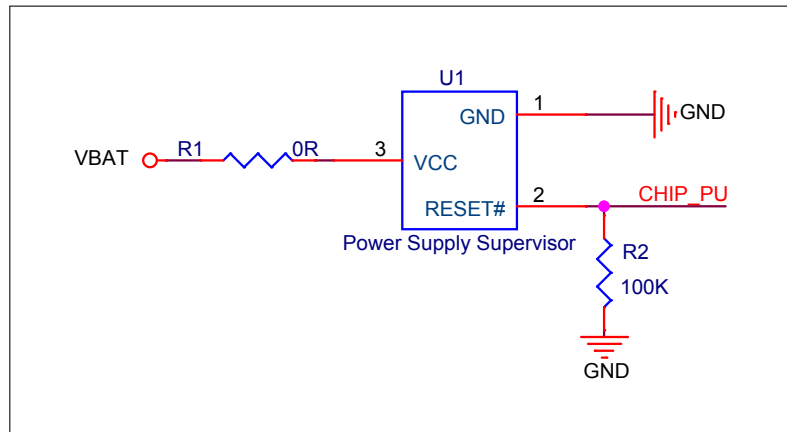 U1
1
GND
GND
VBAT
R1
0R
3
VCC
2
CHIP_PU
RESET#
Power Supply Supervisor
R2
100K
GND